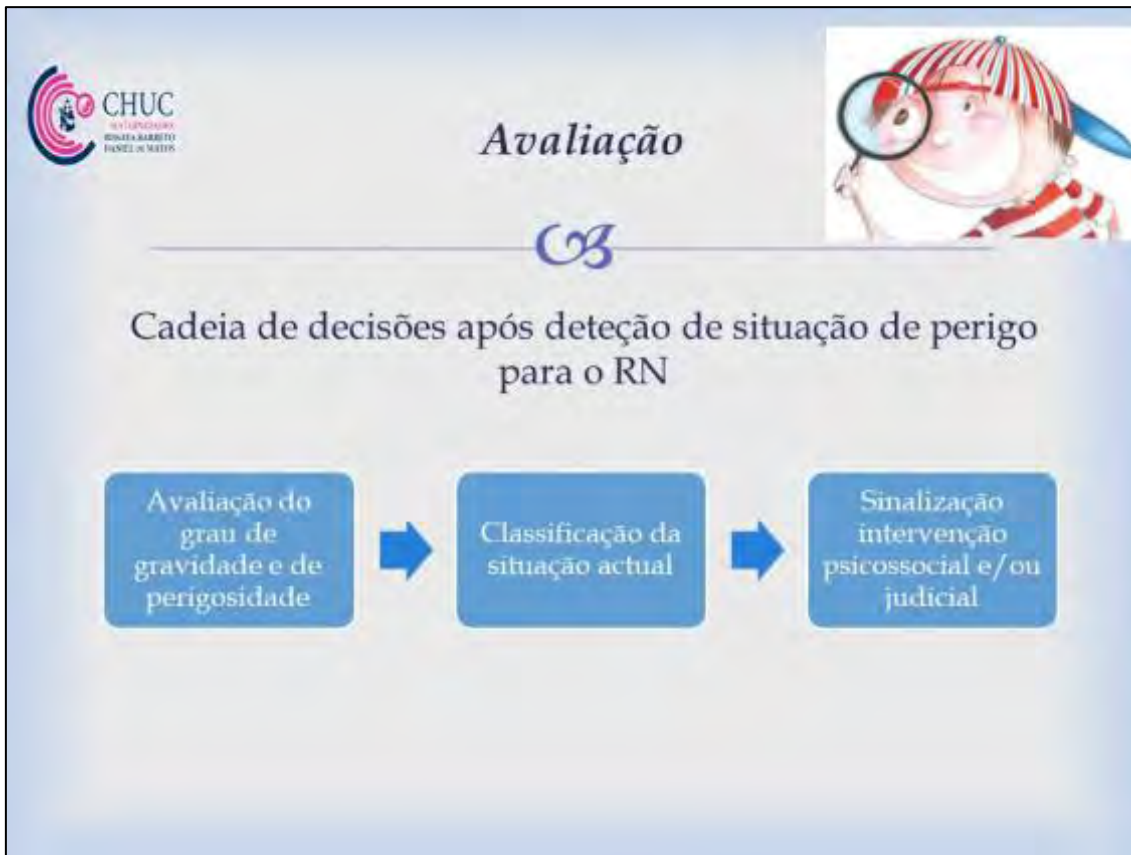 CHUC
Avaliação
Cadeia de decisões após deteção de situação de perigo
para o RN
Avaliação do
grau de
gravidade e de
perigosidade
Classificação da
situação actual
Sinalização
intervenção
psicossocial e/ou
judicial